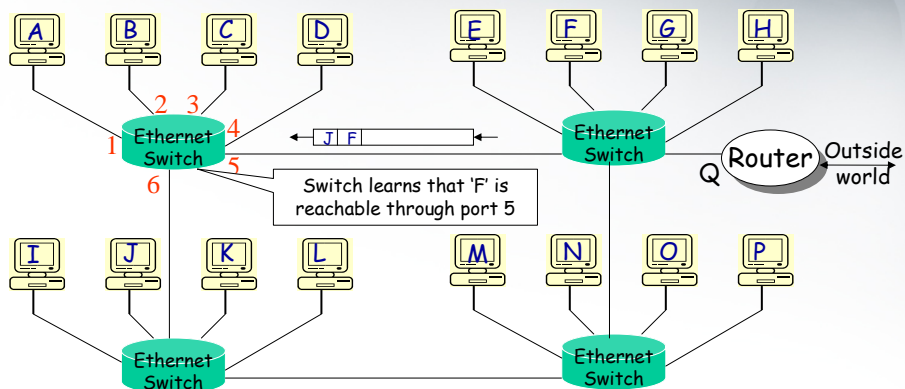 A B C D E F G H
2 3
1 Ethernet Switch 4
5
6
J F
Ethernet
Switch
Q Router Outside
world
Switch learns that ‘F’ is
reachable through port 5
I J K L M N O P
Ethernet
Switch
Ethernet
Switch